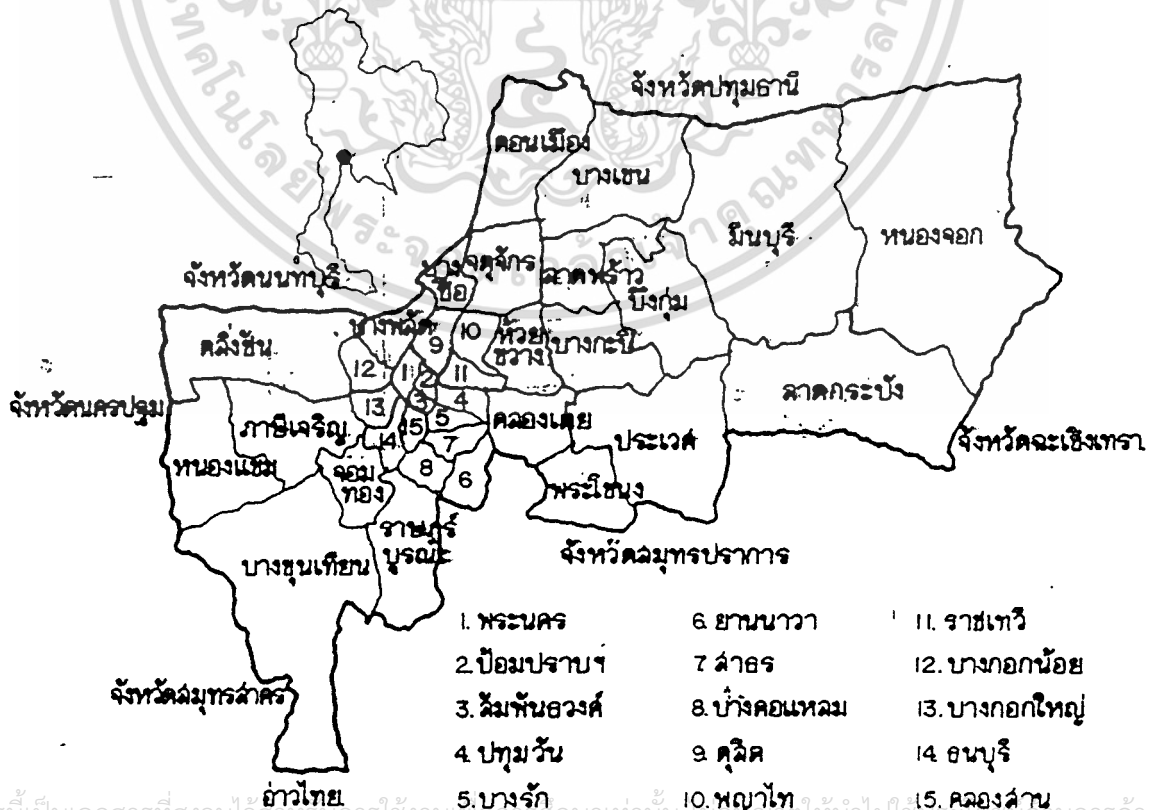 จังหวัดปทุมธานี
ดอนเมือง
บางเขน
มีนบุรี
หนองจอก
จังหวัดนนทบุรี
บาง
ซื่อ
จตุจักร
ลาดพร้าว
บึงกุ่ม
บางพลัด
ตลิ่งชัน
9
10
ห้วย
ขวาง
บางกะปิ
12
1
2
11
ลาดกระบัง
จังหวัดนครปฐม
13
3
4
ภาษีเจริญ
15
5
คลองเตย
ประเวศ
จังหวัดฉะเชิงเทรา
14
7
หนองแขม
จอม
ทอง
8
6
พระโขนง
ราษฎร์
บูรณะ
บางขุนเทียน
จังหวัดสมุทรปราการ
จังหวัดสมุทรสาคร
อ่าวไทย
1. พระนคร
2. ป้อมปราบฯ
3. สัมพันธวงศ์
4. ปทุมวัน
5. บางรัก
6. ยานนาวา
7 สาธร
8. บางคอแหลม
9. ดุสิต
10. พญาไท
11. ราชเทวี
12. บางกอกน้อย
13. บางกอกใหญ่
14 ธนบุรี
15. คลองสาน